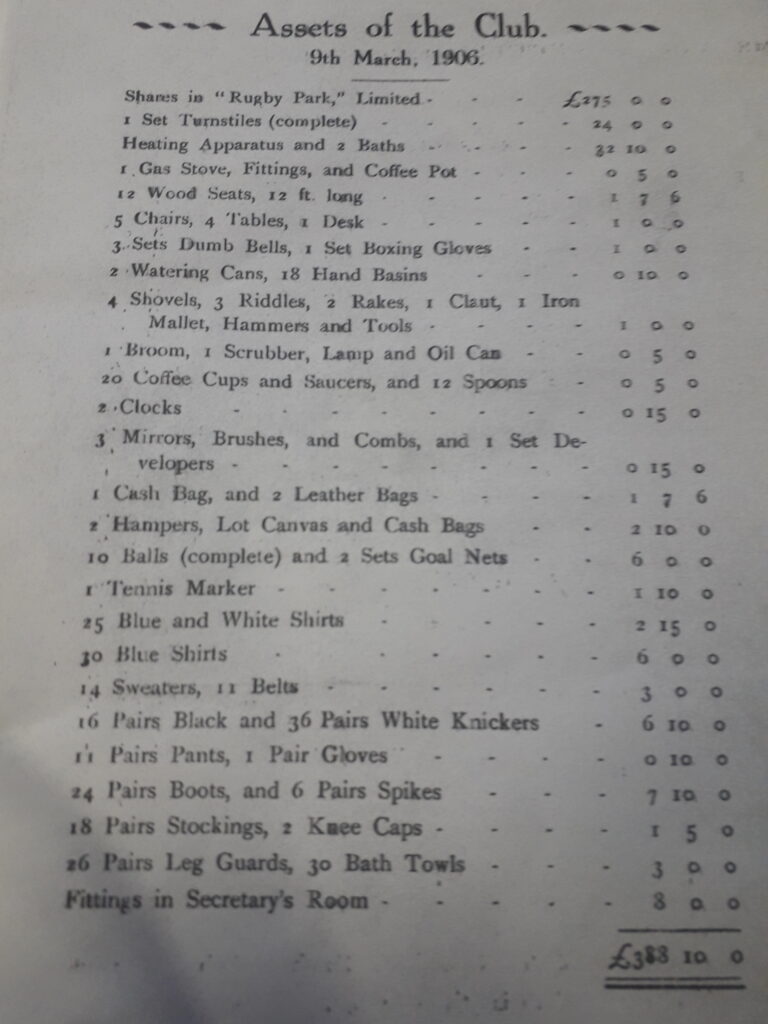 Assets of the Club.
9th March, 1906.
Shares in "Rugby Park," Limited - - - £275 0 0
1 Set Turnstiles (complete) - - - - - 24 0 0
Heating Apparatus and 2 Baths - - - - 32 10 0
1 Gas Stove, Fittings, and Coffee Pot - - - 0 5 0
12 Wood Seats, 12 ft. long - - - - - 1 7 6
5 Chairs, 4 Tables, 1 Desk - - - - - 1 0 0
3 Sets Dumb Bells, 1 Set Boxing Gloves - - 1 0 0
2 Watering Cans, 18 Hand Basins - - - 0 10 0
4 Shovels, 3 Riddles, 2 Rakes, 1 Claut, 1 Iron
Mallet, Hammers and Tools - - - - 1 0 0
1 Broom, 1 Scrubber, Lamp and Oil Can - - 0 5 0
20 Coffee Cups and Saucers, and 12 Spoons - 0 5 0
2 Clocks - - - - - - - 0 15 0
3 Mirrors, Brushes, and Combs, and 1 Set De-
velopers - - - - - - - 0 15 0
1 Cash Bag, and 2 Leather Bags - - - - 1 7 6
2 Hampers, Lot Canvas and Cash Bags - - 2 10 0
10 Balls (complete) and 2 Sets Goal Nets - - 6 0 0
1 Tennis Marker - - - - - - - 1 10 0
25 Blue and White Shirts - - - - - 2 15 0
30 Blue Shirts - - - - - - 6 0 0
14 Sweaters, 11 Belts - - - - - - 3 0 0
16 Pairs Black and 36 Pairs White Knickers - 6 10 0
11 Pairs Pants, 1 Pair Gloves - - - - 0 10 0
24 Pairs Boots, and 6 Pairs Spikes - - - 7 10 0
18 Pairs Stockings, 2 Knee Caps - - - - 1 5 0
26 Pairs Leg Guards, 30 Bath Towls - - - 3 0 0
Fittings in Secretary's Room - - - - - 8 0 0
£388 10 0